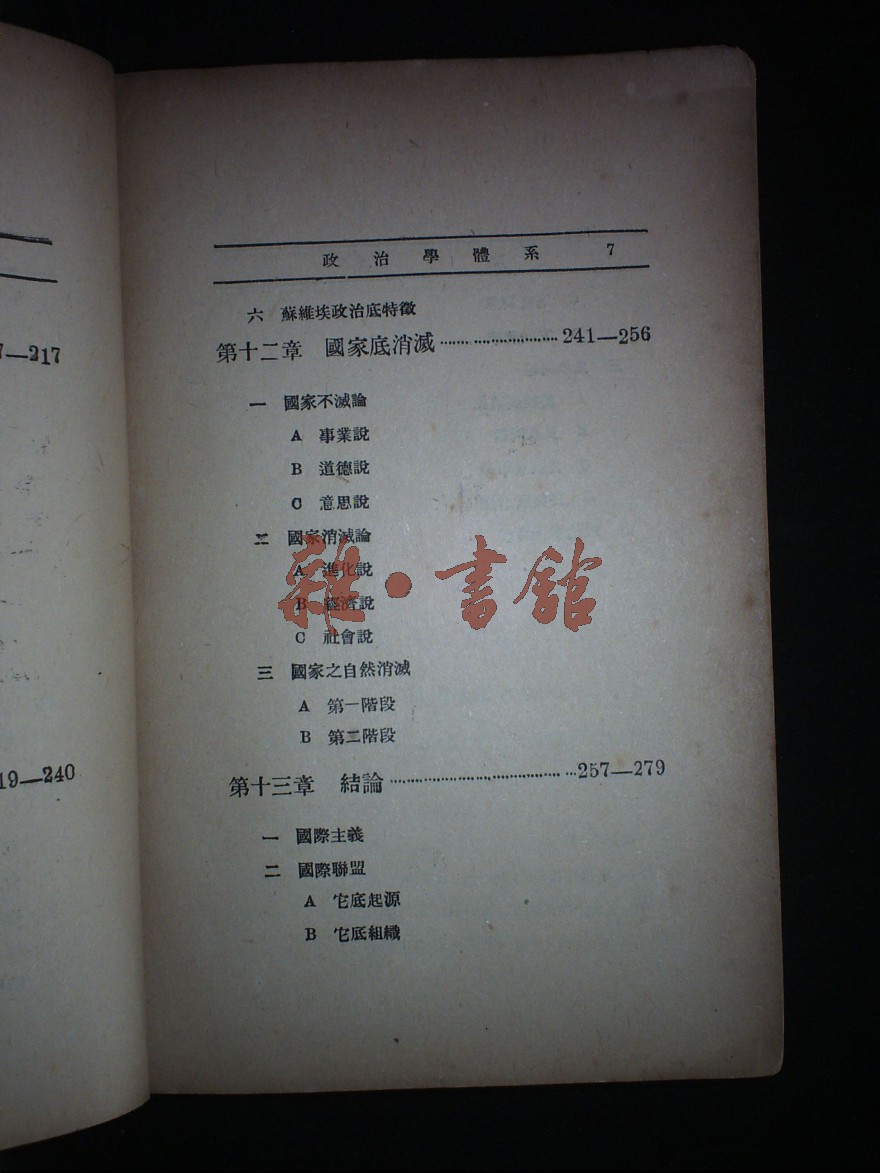 7—217
19—240
政治學體系 7
六 蘇維埃政治底特徵
第十二章 國家底消滅 241—256
一 國家不滅論
A 事業說
B 道德說
C 意思說
二 國家消滅論
A 進化說
B 經濟說
C 社會說
三 國家之自然消滅
A 第一階段
B 第二階段
第十三章 結論 257—279
一 國際主義
二 國際聯盟
A 它底起源
B 它底組織
雜·書館